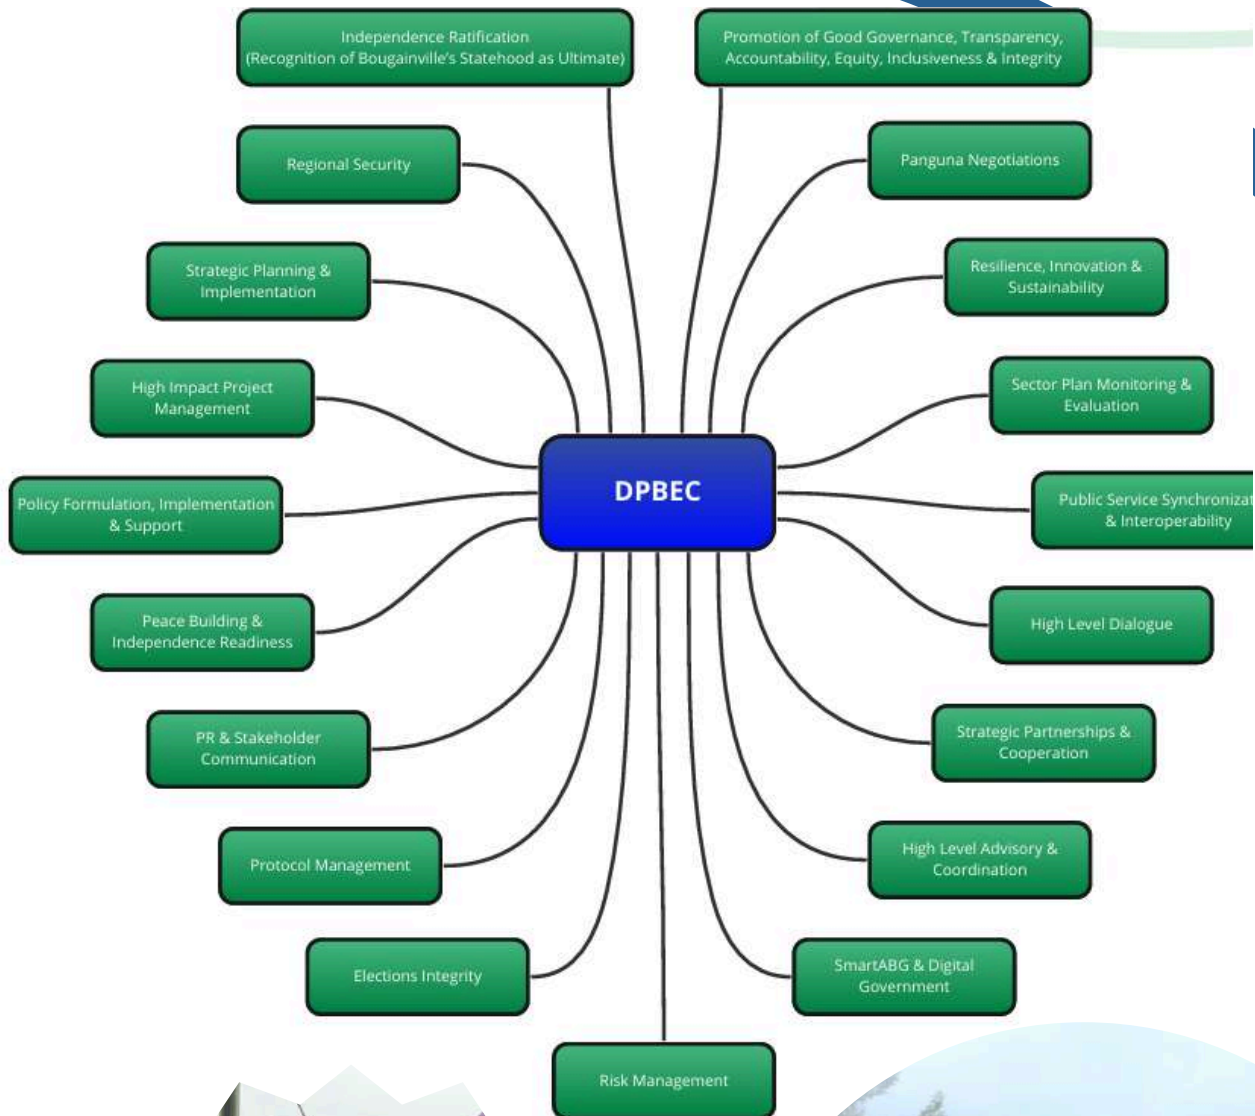 Independence Ratification
(Recognition of Bougainville's Statehood as Ultimate)
Promotion of Good Governance, Transparency,
Accountability, Equity, Inclusiveness & Integrity
Regional Security
Panguna Negotiations
Strategic Planning &
Implementation
Resilience, Innovation &
Sustainability
High Impact Project
Management
Sector Plan Monitoring &
Evaluation
DPBEC
Policy Formulation, Implementation
& Support
Public Service
& Interoperability
Peace Building &
Independence Readiness
High Level Dialogue
PR & Stakeholder
Communication
Strategic Partnerships &
Cooperation
Protocol Management
High Level Advisory &
Coordination
Elections Integrity
SmartABG & Digital
Government
Risk Management